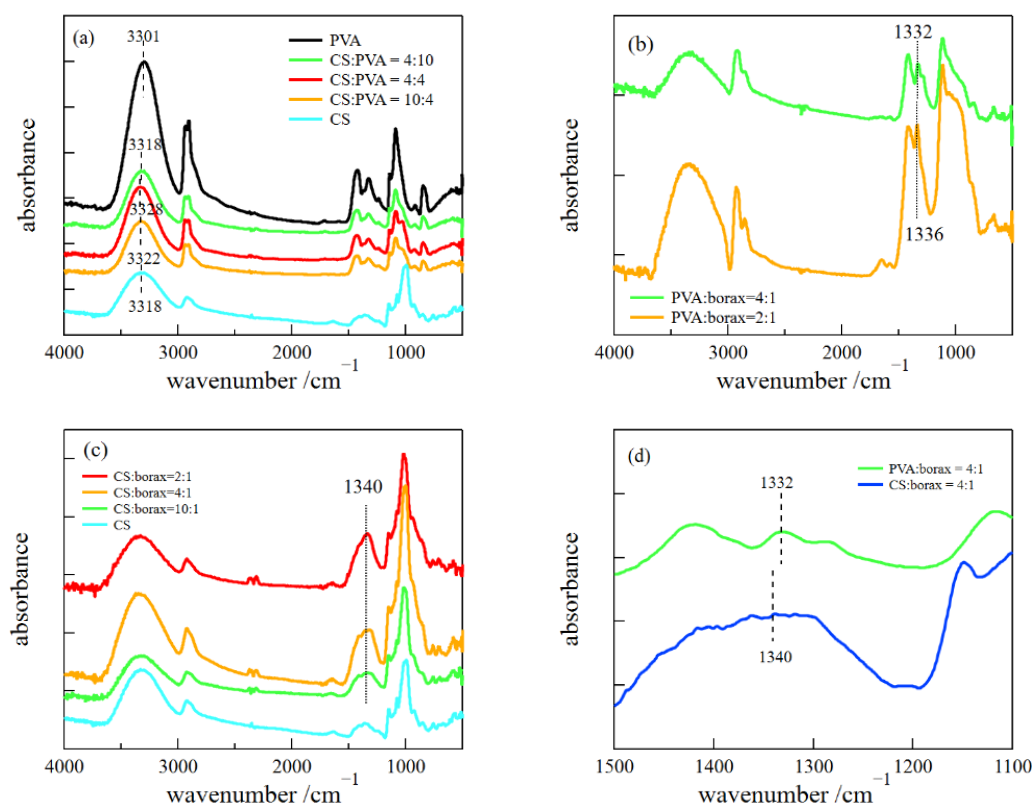 (a)
3301
3318
3328
3322
3318
PVA
CS:PVA = 4:10
CS:PVA = 4:4
CS:PVA = 10:4
CS
absorbance
4000 3000 2000 1000
wavenumber /cm⁻¹
(b)
1332
1336
PVA:borax=4:1
PVA:borax=2:1
absorbance
4000 3000 2000 1000
wavenumber /cm⁻¹
(c)
CS:borax=2:1
CS:borax=4:1
CS:borax=10:1
CS
1340
absorbance
4000 3000 2000 1000
wavenumber /cm⁻¹
(d)
PVA:borax = 4:1
CS:borax = 4:1
1332
1340
absorbance
1500 1400 1300 1200 1100
wavenumber /cm⁻¹